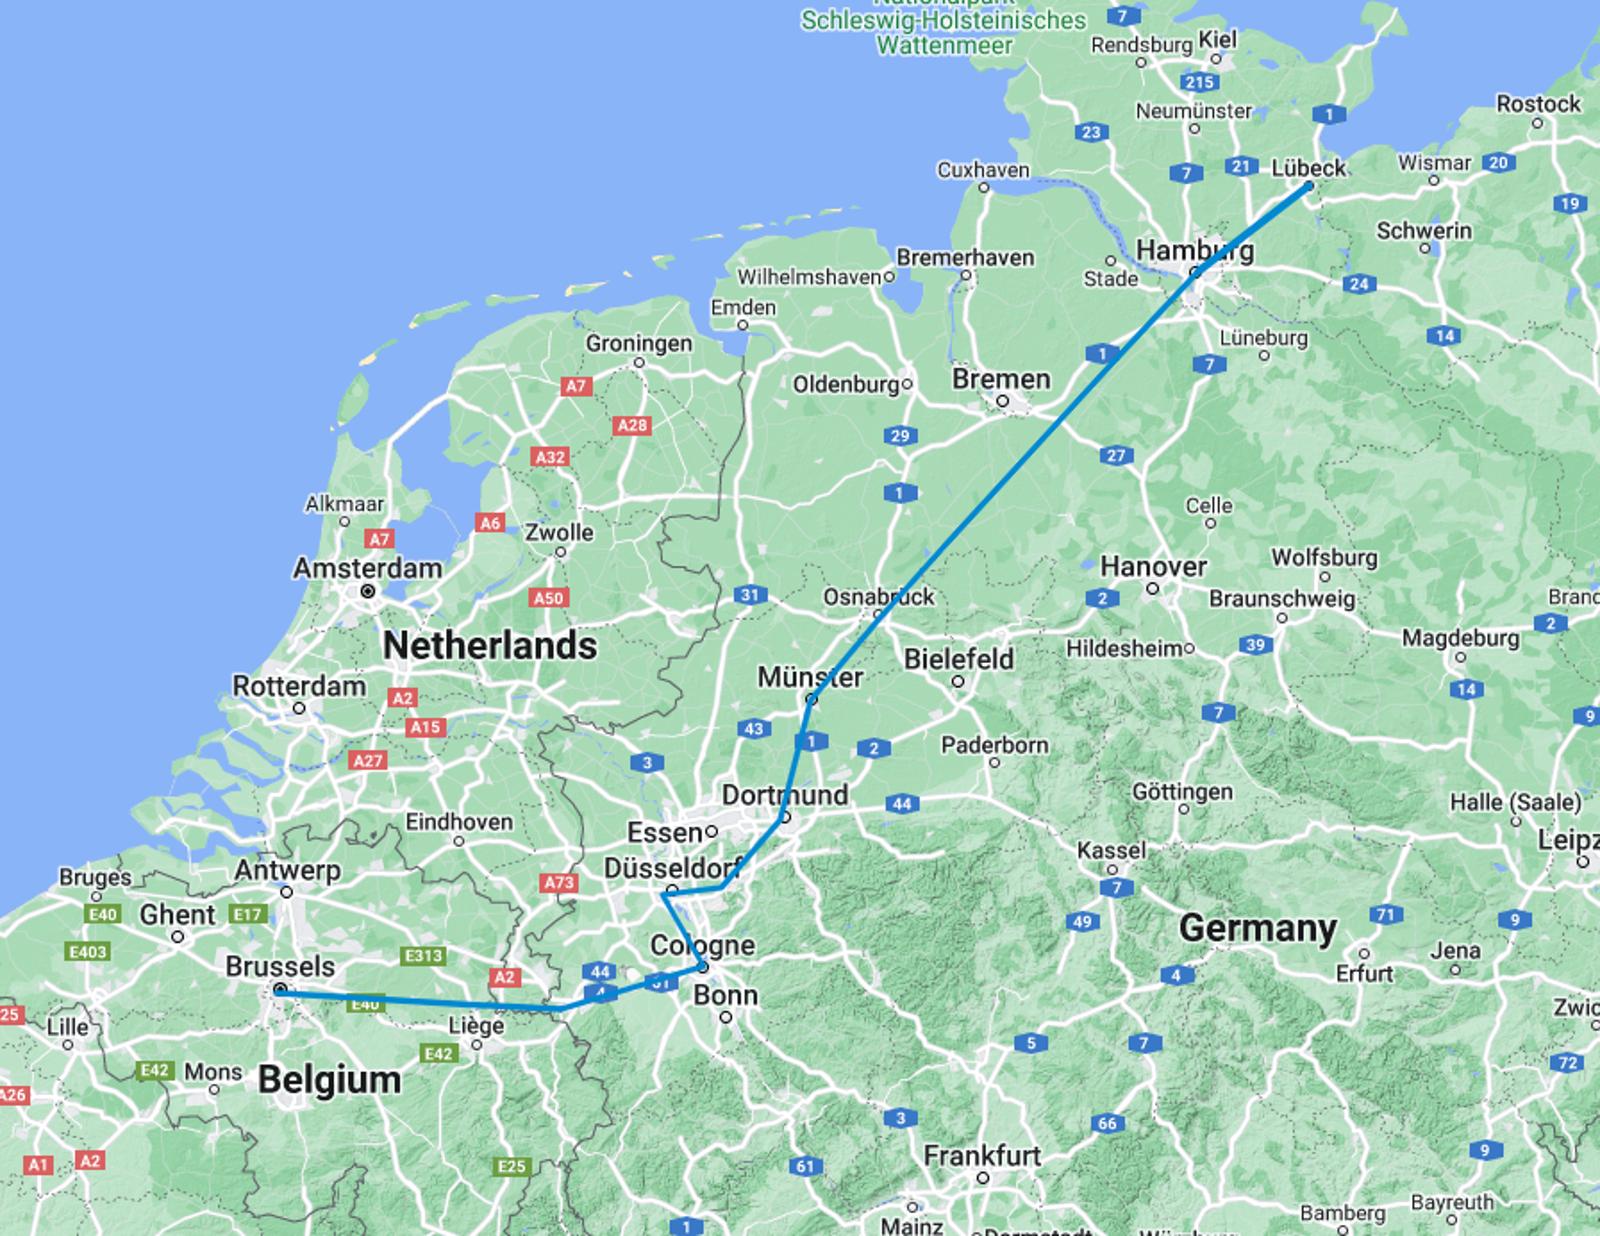 Schleswig-Holsteinisches
Wattenmeer
7
Rendsburg
Kiel
215
Neumünster
1
Rostock
23
Cuxhaven
7
21
Lübeck
Wismar
20
19
Schwerin
Hamburg
Bremerhaven
Wilhelmshaven
Stade
24
Emden
14
Groningen
Lüneburg
1
7
A7
Oldenburg
Bremen
A28
29
A32
27
1
Alkmaar
A6
Celle
A7
Zwolle
Amsterdam
Hanover
Wolfsburg
31
A50
Osnabrück
2
Braunschweig
2
Netherlands
Bielefeld
Hildesheim
39
Magdeburg
Rotterdam
A2
Münster
14
A15
43
1
2
Paderborn
7
9
A27
3
Dortmund
44
Göttingen
Halle (Saale)
Eindhoven
Essen
Düsseldorf
Kassel
Antwerp
Bruges
A73
7
E40
Ghent
E17
49
Germany
71
9
E403
E313
Cologne
Jena
Brussels
A2
44
4
61
4
Erfurt
E40
Bonn
25
Lille
Liège
5
7
E42
E42
Mons
Belgium
72
A26
3
66
A1
A2
E25
61
Frankfurt
9
1
Mainz
Bamberg
Bayreuth